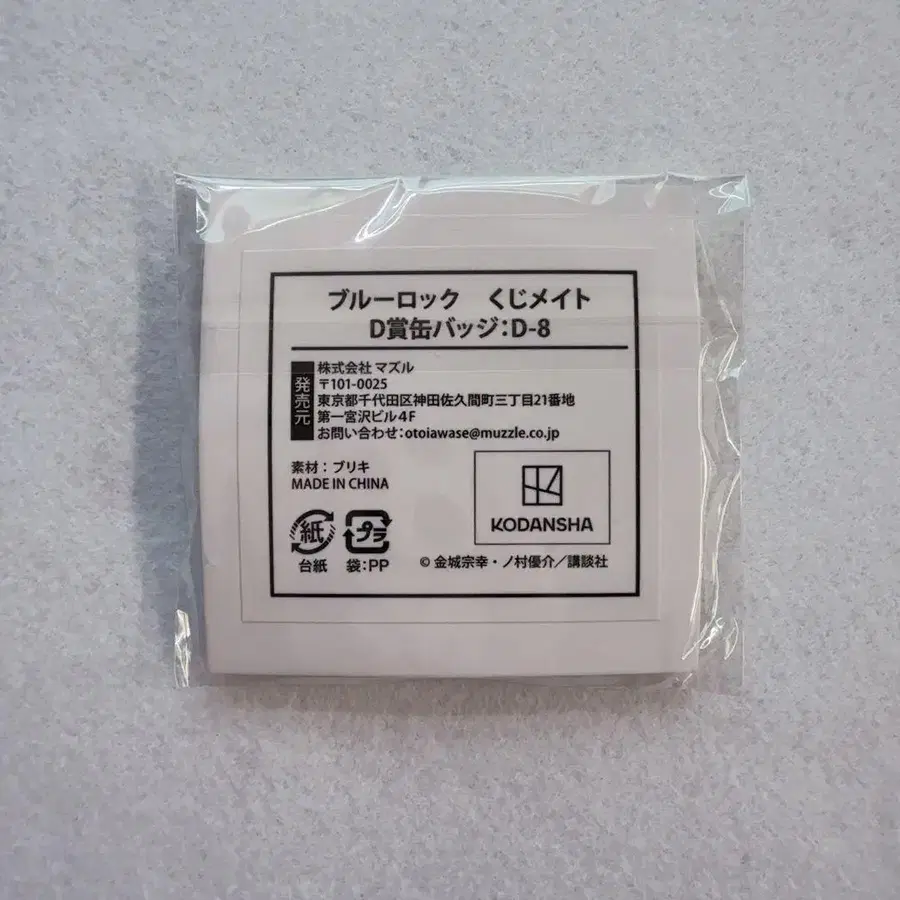 ブルーロック くじメイト
D賞缶バッジ:D-8
発売元
株式会社 マズル
〒101-0025
東京都千代田区神田佐久間町三丁目21番地
第一宮沢ビル4F
お問い合わせ:otoiawase@muzzle.co.jp
素材:ブリキ
MADE IN CHINA
紙
台紙
プラ
袋:PP
KODANSHA
© 金城宗幸・ノ村優介/講談社